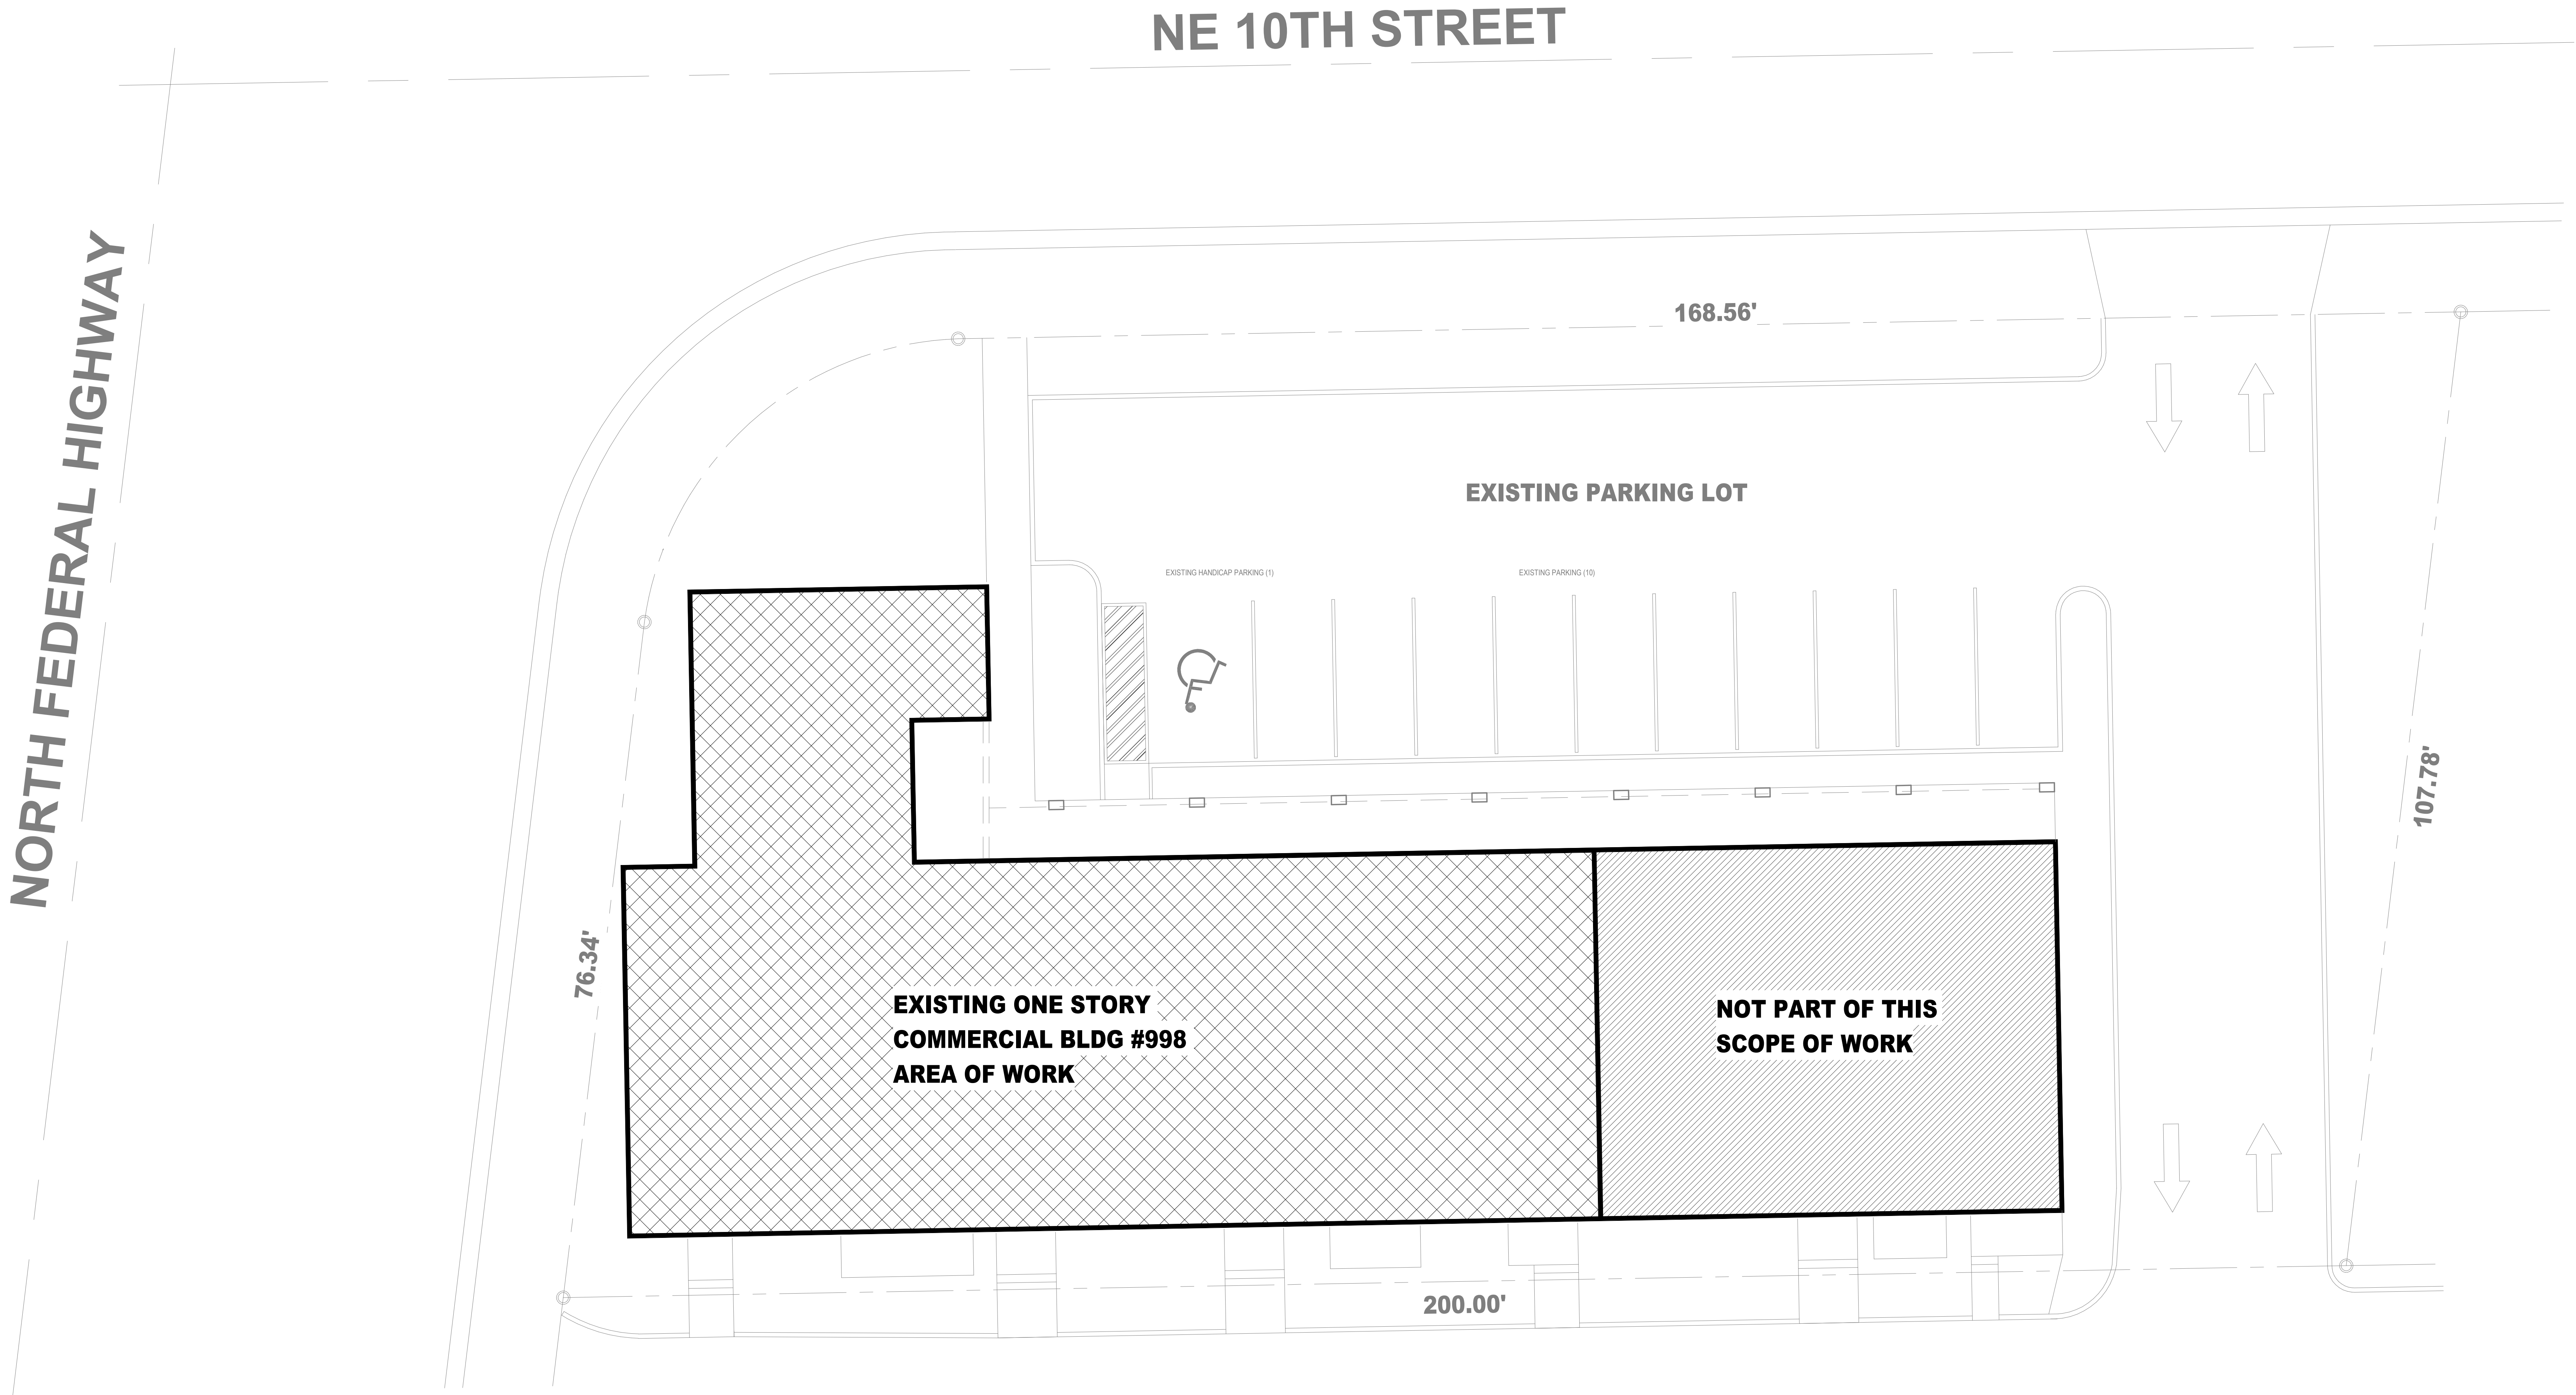 NE 10TH STREET
NORTH FEDERAL HIGHWAY
168.56'
EXISTING PARKING LOT
EXISTING HANDICAP PARKING (1)
EXISTING PARKING (10)
107.78'
76.34'
EXISTING ONE STORY
COMMERCIAL BLDG #998
AREA OF WORK
NOT PART OF THIS
SCOPE OF WORK
200.00'